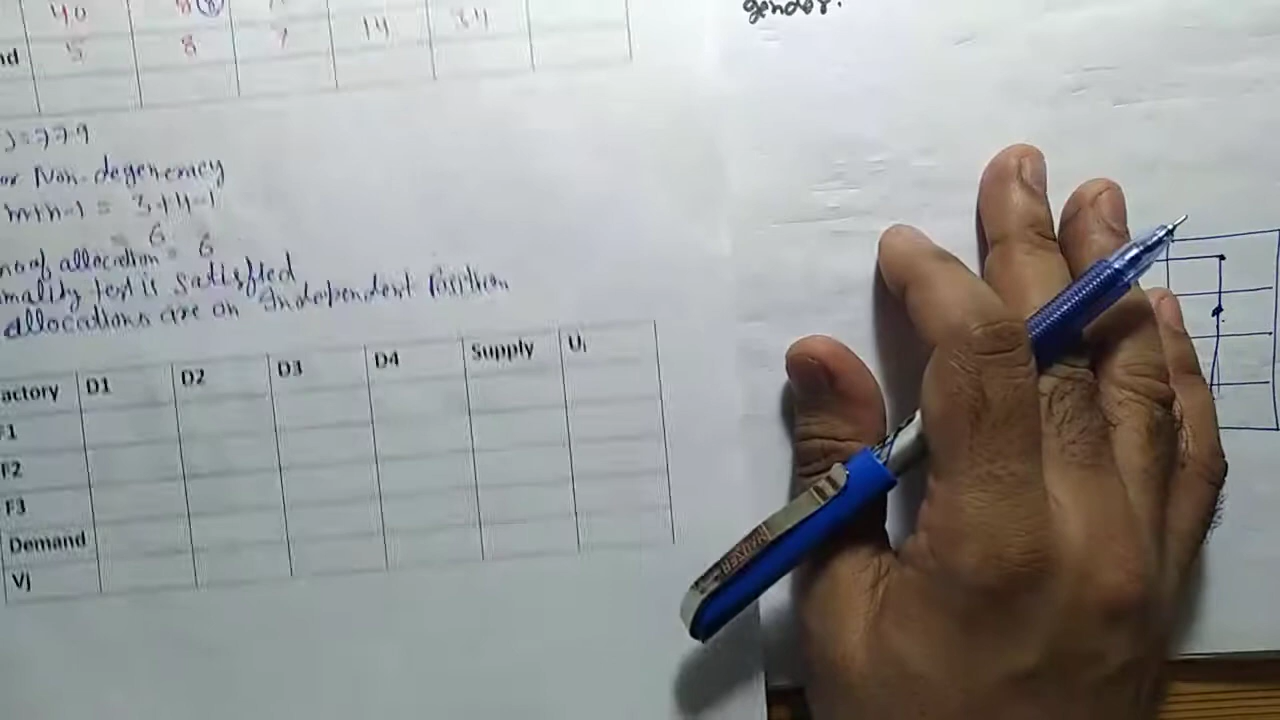 40
nd 5 8 7 14 34
gender.
)=779
or Non-degeneracy
m+n-1 = 3+4-1
= 6
no of allocation = 6
mality test is satisfied
allocations are on Independent Position
actory D1 D2 D3 D4 Supply Ui
F1
F2
F3
Demand
Vj